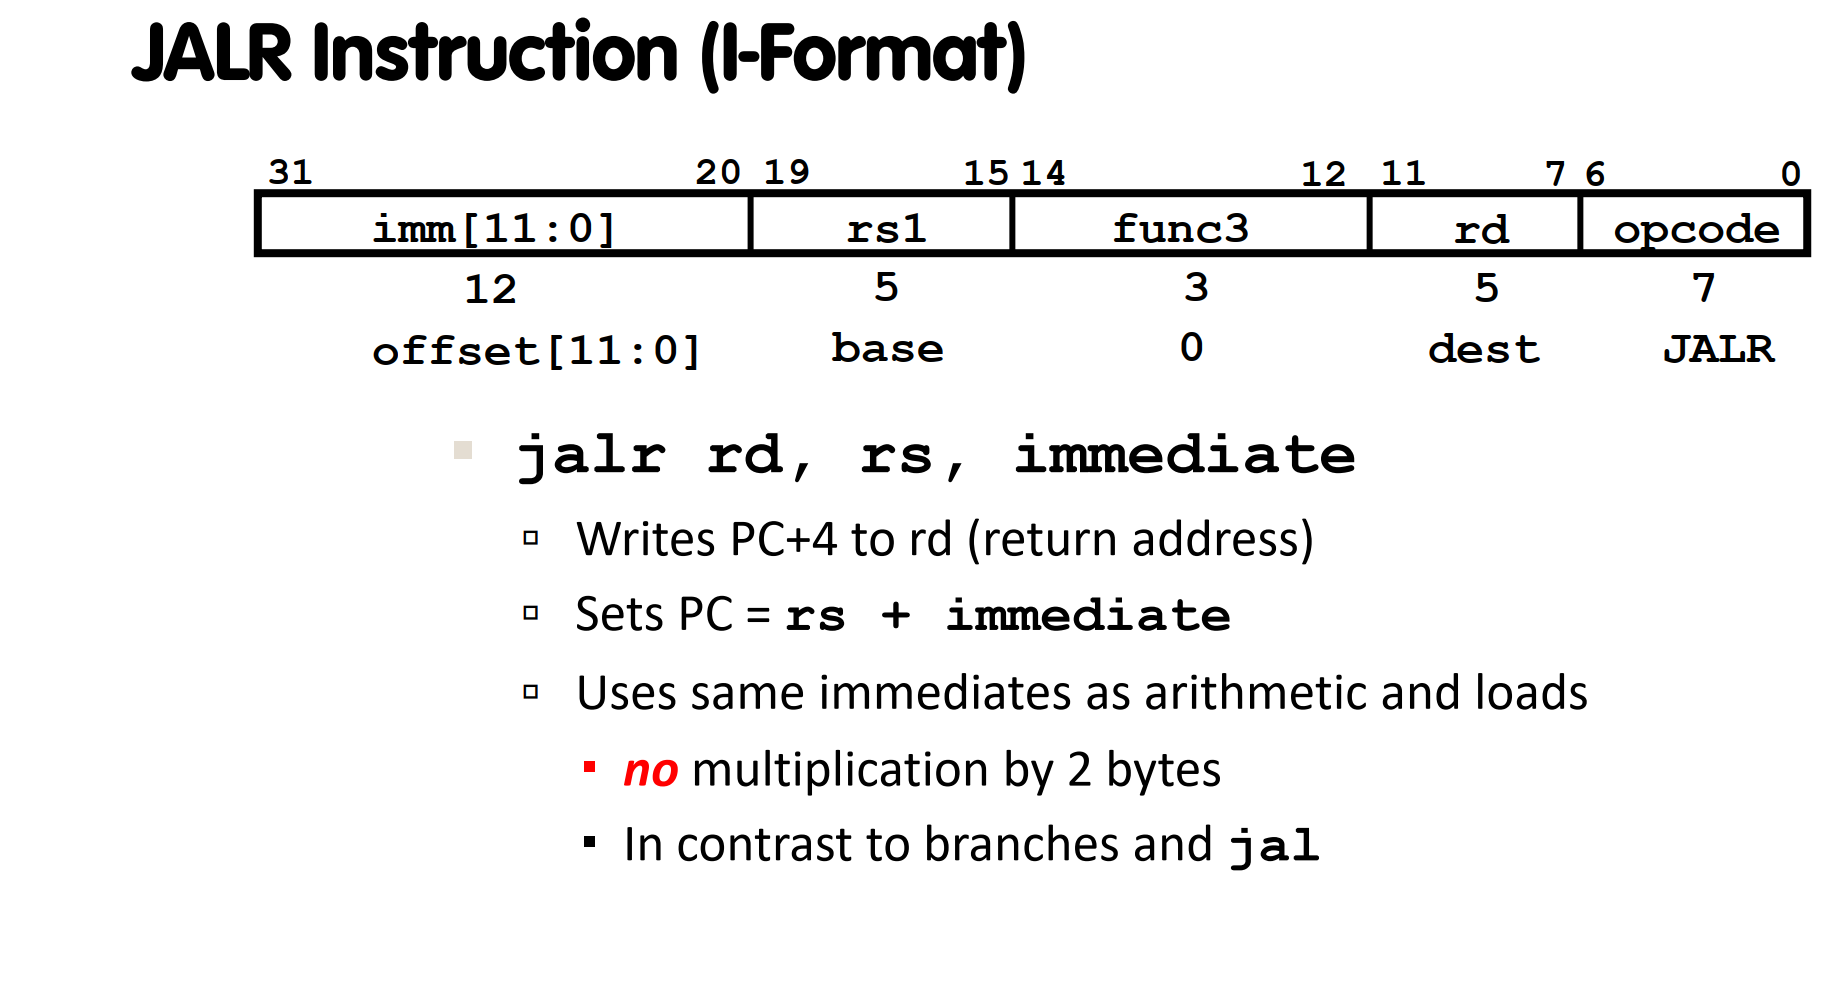 JALR Instruction (I-Format)
31 20 19 15 14 12 11 7 6 0
imm[11:0] rs1 func3 rd opcode
12 5 3 5 7
offset[11:0] base 0 dest JALR
jalr rd, rs, immediate
Writes PC+4 to rd (return address)
Sets PC = rs + immediate
Uses same immediates as arithmetic and loads
no multiplication by 2 bytes
In contrast to branches and jal